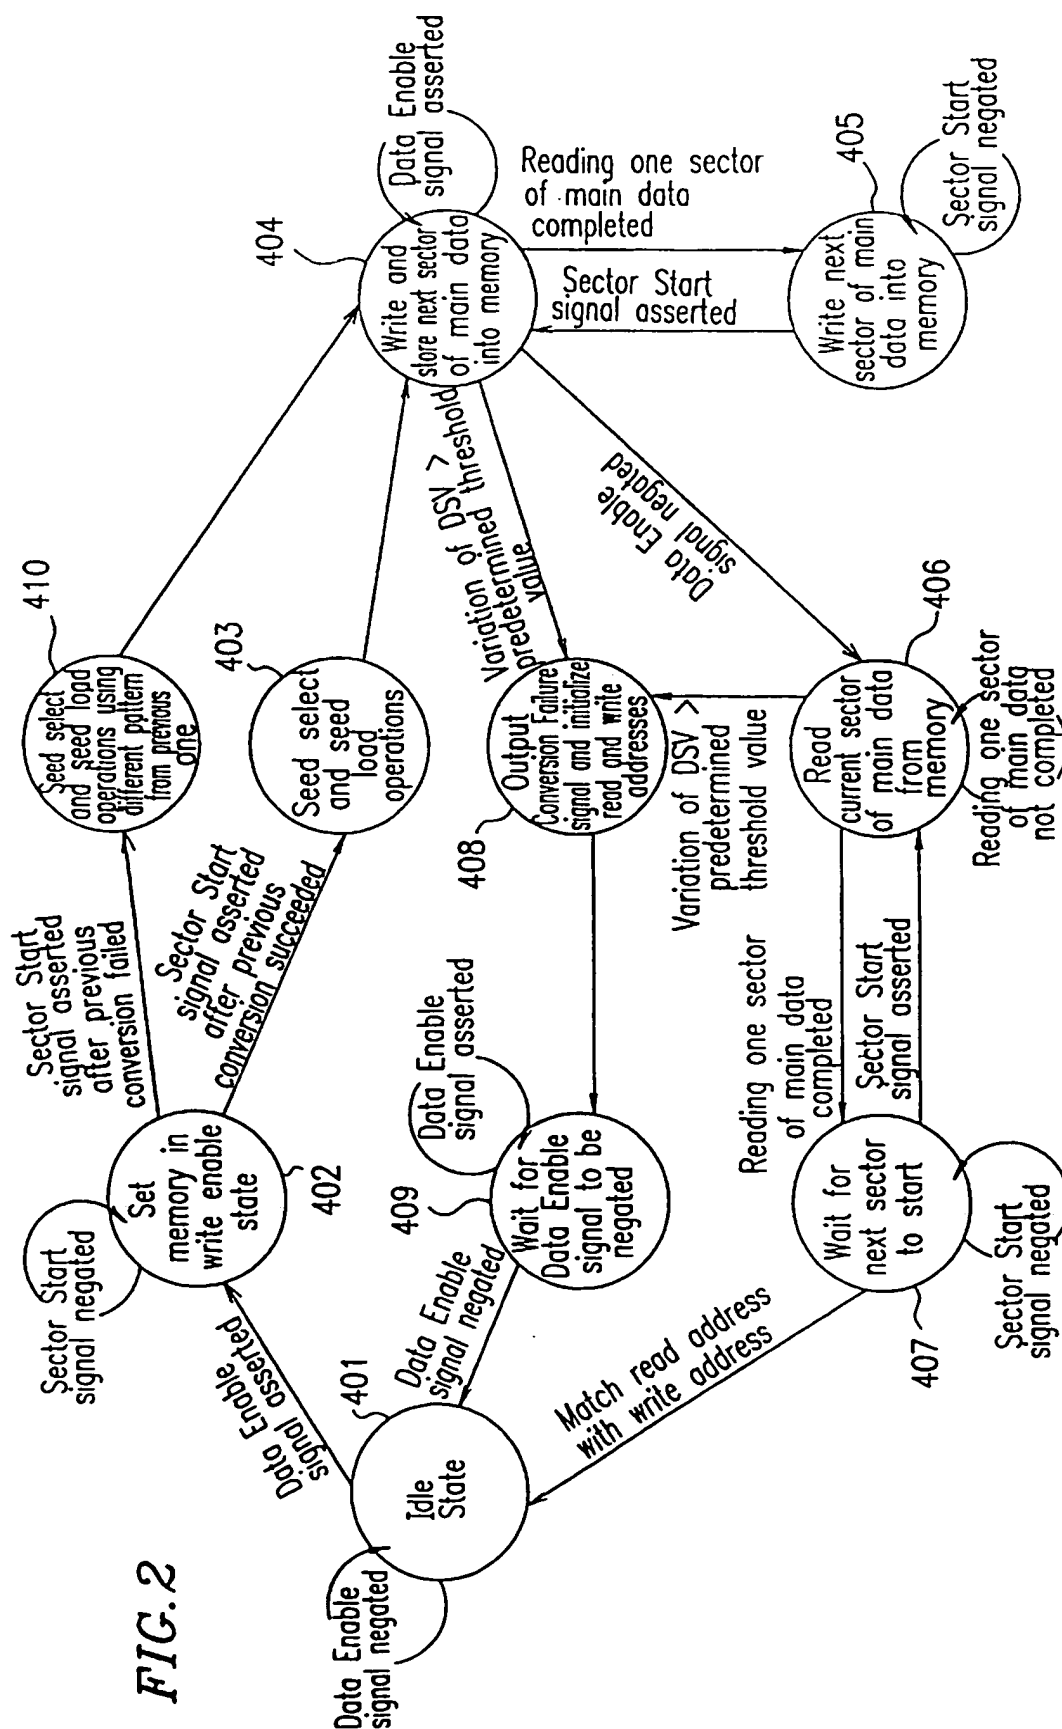 FIG.2
Data Enable
signal negated
Idle
State
401
Data Enable
signal asserted
Sector Start
signal negated
Set
memory in
write enable
state
402
Sector Start
signal asserted
after previous
conversion failed
Sector Start
signal asserted
after previous
conversion succeeded
Seed select
and seed load
operations using
different pattern
from previous
one
410
Seed select
and seed
load
operations
403
Write and
store next sector
of main data
into memory
404
Data Enable
signal asserted
Reading one sector
of main data
completed
Sector Start
signal asserted
Write next
sector of main
data into
memory
405
Sector Start
signal negated
Variation of DSV >
predetermined threshold
value
Data Enable
signal negated
Output
Conversion Failure
signal and initialize
read and write
addresses
408
Variation of DSV >
predetermined
threshold value
Read
current sector
of main data
from
memory
406
Reading one sector
of main data
not completed
Reading one sector
of main data
completed
Sector Start
signal asserted
Wait for
next sector
to start
407
Sector Start
signal negated
Match read address
with write address
Wait for
Data Enable
signal to be
negated
409
Data Enable
signal asserted
Data Enable
signal negated